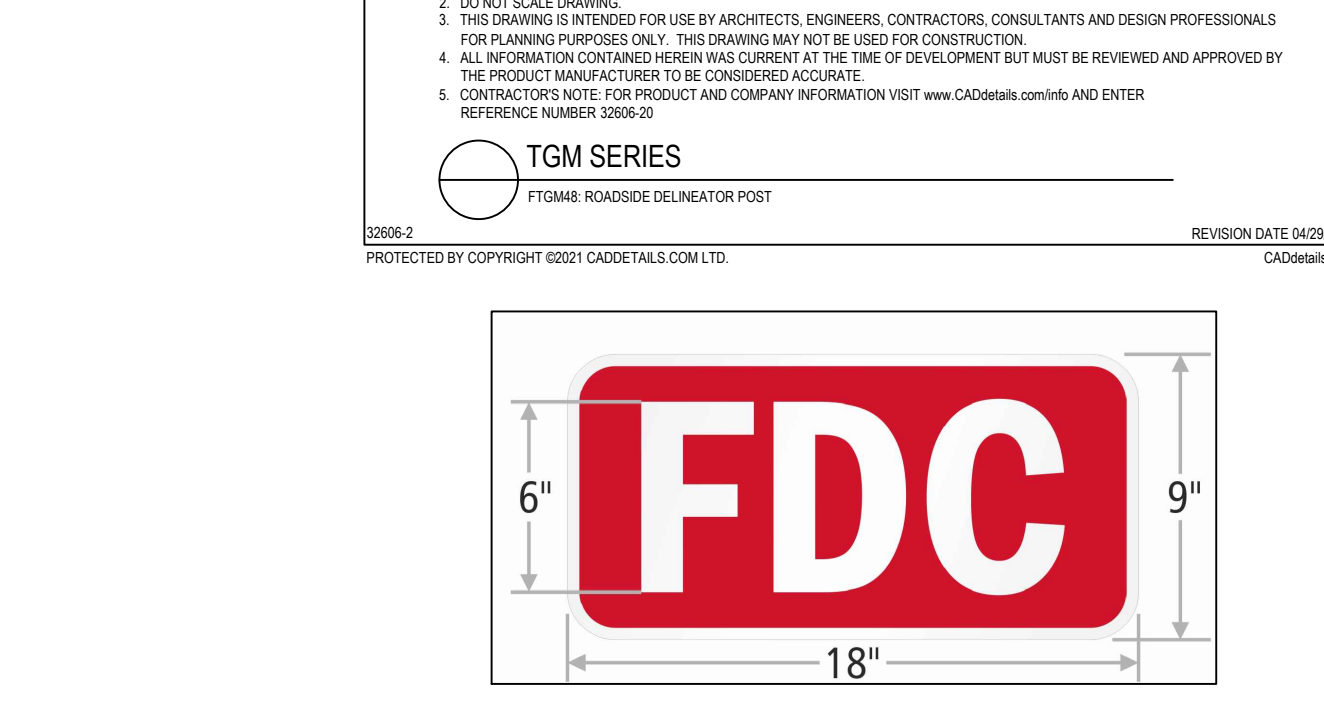 2. DO NOT SCALE DRAWING.
3. THIS DRAWING IS INTENDED FOR USE BY ARCHITECTS, ENGINEERS, CONTRACTORS, CONSULTANTS AND DESIGN PROFESSIONALS
FOR PLANNING PURPOSES ONLY. THIS DRAWING MAY NOT BE USED FOR CONSTRUCTION.
4. ALL INFORMATION CONTAINED HEREIN WAS CURRENT AT THE TIME OF DEVELOPMENT BUT MUST BE REVIEWED AND APPROVED BY
THE PRODUCT MANUFACTURER TO BE CONSIDERED ACCURATE.
5. CONTRACTOR'S NOTE: FOR PRODUCT AND COMPANY INFORMATION VISIT www.CADdetails.com/info AND ENTER
REFERENCE NUMBER 32606-20
TGM SERIES
FTGM48: ROADSIDE DELINEATOR POST
32606-2
REVISION DATE 04/29
PROTECTED BY COPYRIGHT ©2021 CADDETAILS.COM LTD.
CADdetails
FDC
6"
9"
18"